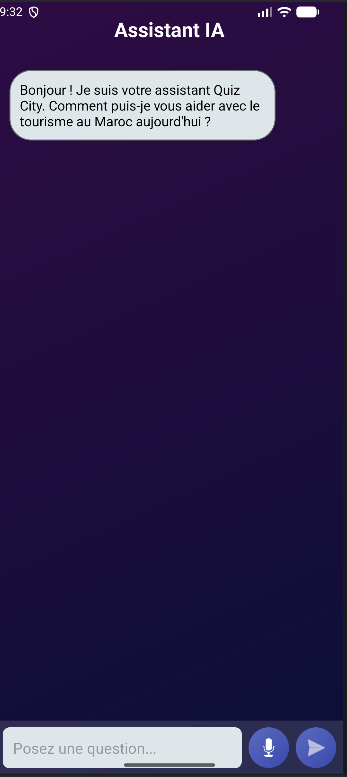 9:32
Assistant IA
Bonjour ! Je suis votre assistant Quiz
City. Comment puis-je vous aider avec le
tourisme au Maroc aujourd'hui ?
Posez une question...